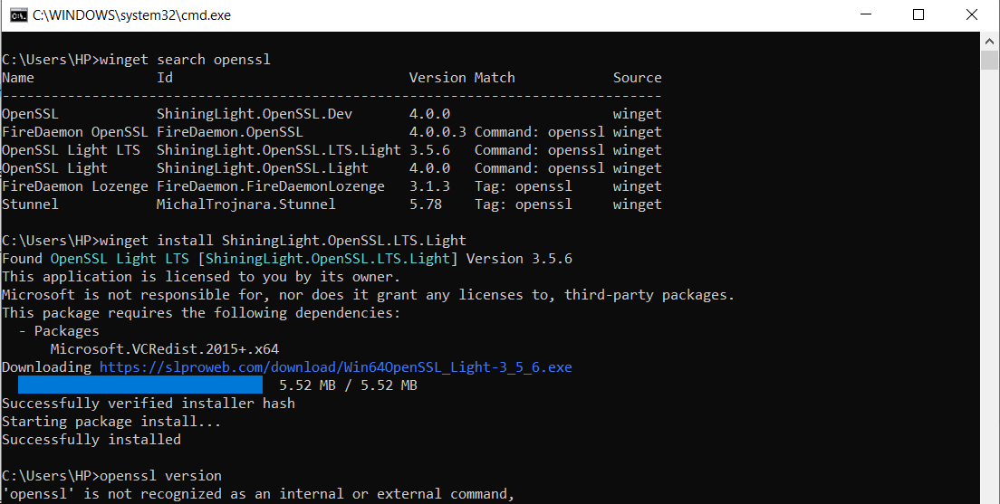 C:\WINDOWS\system32\cmd.exe
C:\Users\HP>winget search openssl
Name Id Version Match Source
--------------------------------------------------------------------------------
OpenSSL ShiningLight.OpenSSL.Dev 4.0.0 winget
FireDaemon OpenSSL FireDaemon.OpenSSL 4.0.0.3 Command: openssl winget
OpenSSL Light LTS ShiningLight.OpenSSL.LTS.Light 3.5.6 Command: openssl winget
OpenSSL Light ShiningLight.OpenSSL.Light 4.0.0 Command: openssl winget
FireDaemon Lozenge FireDaemon.FireDaemonLozenge 3.1.3 Tag: openssl winget
Stunnel MichalTrojnara.Stunnel 5.78 Tag: openssl winget
C:\Users\HP>winget install ShiningLight.OpenSSL.LTS.Light
Found OpenSSL Light LTS [ShiningLight.OpenSSL.LTS.Light] Version 3.5.6
This application is licensed to you by its owner.
Microsoft is not responsible for, nor does it grant any licenses to, third-party packages.
This package requires the following dependencies:
- Packages
Microsoft.VCRedist.2015+.x64
Downloading https://slproweb.com/download/Win64OpenSSL_Light-3_5_6.exe
5.52 MB / 5.52 MB
Successfully verified installer hash
Starting package install...
Successfully installed
C:\Users\HP>openssl version
'openssl' is not recognized as an internal or external command,